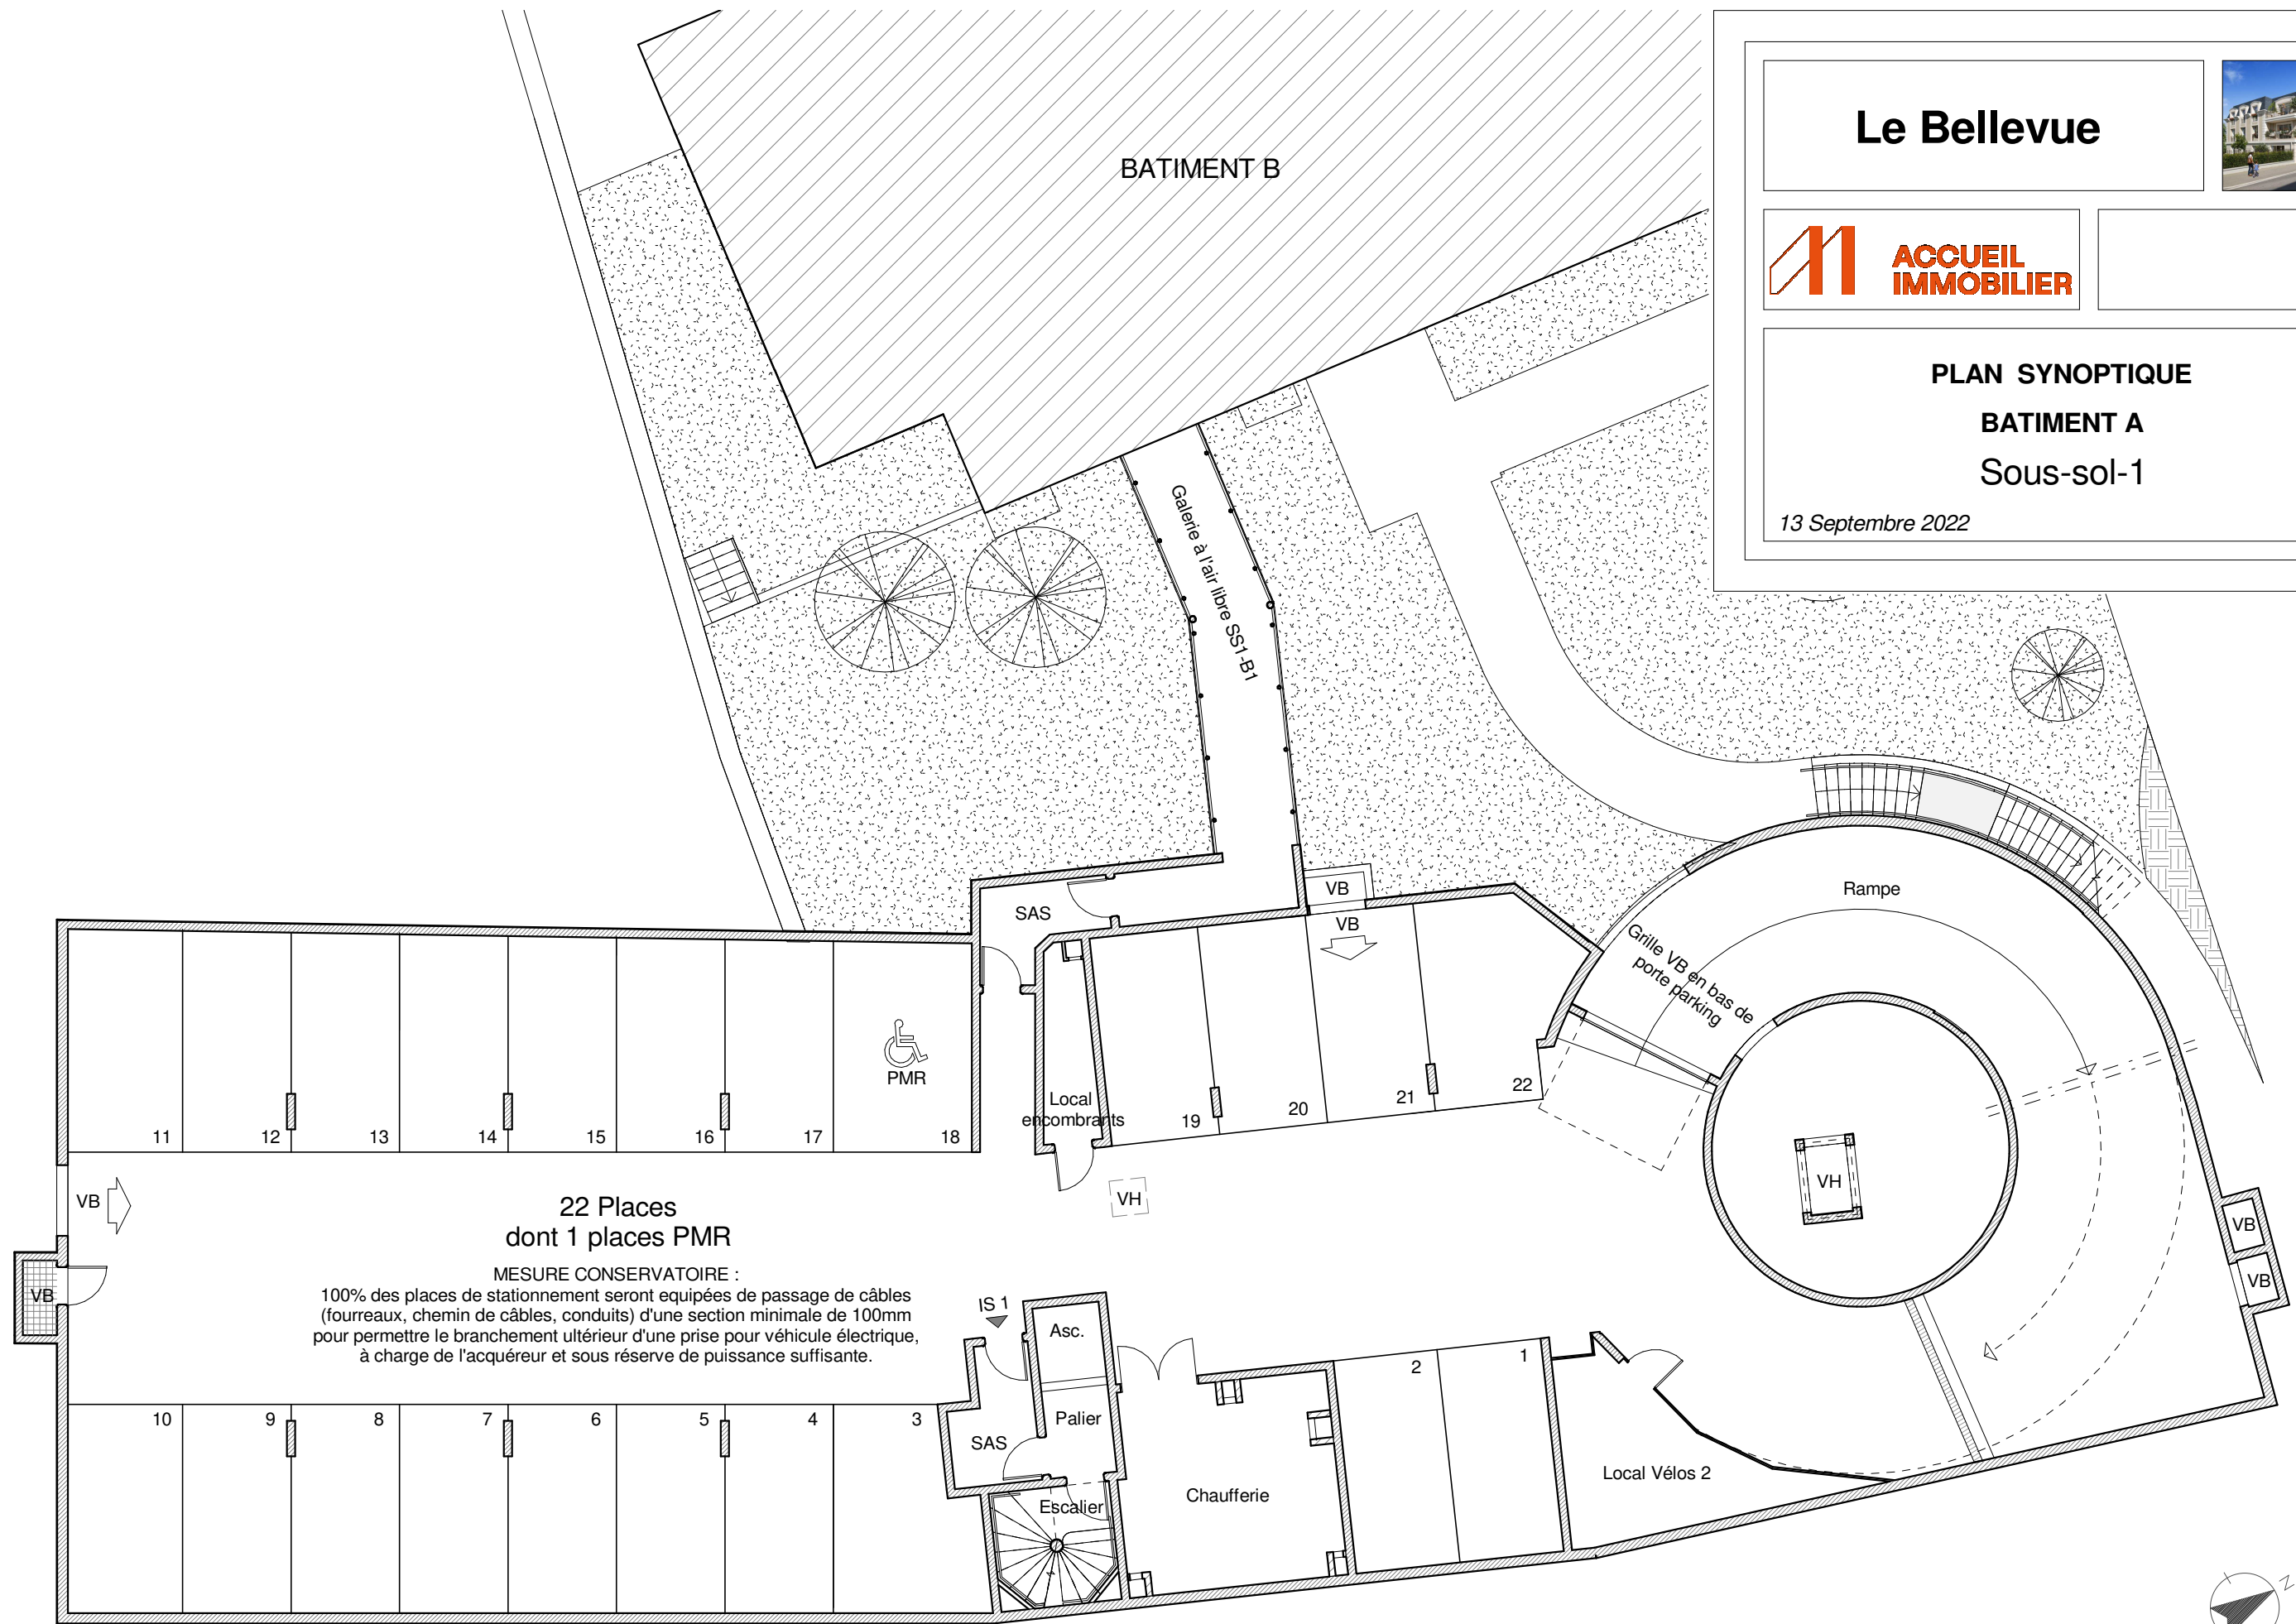 Le Bellevue
ACCUEIL
IMMOBILIER
PLAN SYNOPTIQUE
BATIMENT A
Sous-sol-1
13 Septembre 2022
BATIMENT B
Galerie à l'air libre SS1-B1
SAS
VB
VB
Rampe
Grille VB en bas de
porte parking
PMR
Local
encombrants
11
12
13
14
15
16
17
18
19
20
21
22
VB
VB
VH
VH
VB
VB
22 Places
dont 1 places PMR
MESURE CONSERVATOIRE :
100% des places de stationnement seront equipées de passage de câbles
(fourreaux, chemin de câbles, conduits) d'une section minimale de 100mm
pour permettre le branchement ultérieur d'une prise pour véhicule électrique,
à charge de l'acquéreur et sous réserve de puissance suffisante.
IS 1
Asc.
Palier
SAS
Escalier
Chaufferie
Local Vélos 2
10
9
8
7
6
5
4
3
2
1
N